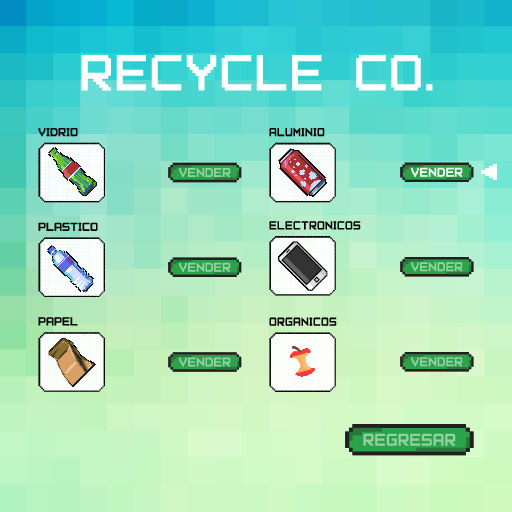 RECYCLE CO.
VIDRIO
VENDER
ALUMINIO
VENDER
PLASTICO
VENDER
ELECTRONICOS
VENDER
PAPEL
VENDER
ORGANICOS
VENDER
REGRESAR